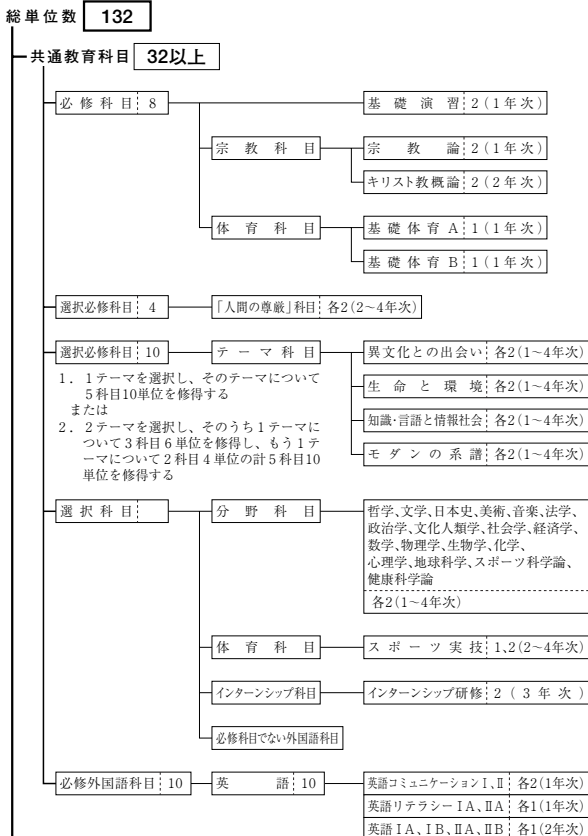 総単位数 132
共通教育科目 32以上
必修科目 8
基礎演習 2(1年次)
宗教科目
宗教論 2(1年次)
キリスト教概論 2(2年次)
体育科目
基礎体育A 1(1年次)
基礎体育B 1(1年次)
選択必修科目 4
「人間の尊厳」科目 各2(2~4年次)
選択必修科目 10
テーマ科目
異文化との出会い 各2(1~4年次)
生命と環境 各2(1~4年次)
知識・言語と情報社会 各2(1~4年次)
モダンの系譜 各2(1~4年次)
1．1テーマを選択し、そのテーマについて
5科目10単位を修得する
または
2．2テーマを選択し、そのうち1テーマに
ついて3科目6単位を修得し、もう1テ
ーマについて2科目4単位の計5科目10
単位を修得する
選択科目
分野科目
哲学、文学、日本史、美術、音楽、法学、
政治学、文化人類学、社会学、経済学、
数学、物理学、生物学、化学、
心理学、地球科学、スポーツ科学論、
健康科学論
各2(1~4年次)
体育科目
スポーツ実技 1,2(2~4年次)
インターンシップ科目
インターンシップ研修 2(3年次)
必修科目でない外国語科目
必修外国語科目 10
英語 10
英語コミュニケーションⅠ、Ⅱ 各2(1年次)
英語リテラシーⅠA、ⅡA 各1(1年次)
英語ⅠA、ⅠB、ⅡA、ⅡB 各1(2年次)